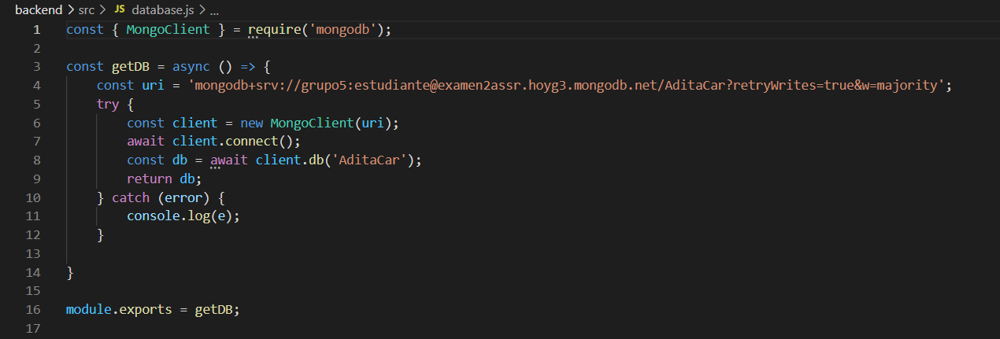 backend > src > JS database.js > ...
1 const { MongoClient } = require('mongodb');
2
3 const getDB = async () => {
4 const uri = 'mongodb+srv://grupo5:estudiante@examen2assr.hoyg3.mongodb.net/AditaCar?retryWrites=true&w=majority';
5 try {
6 const client = new MongoClient(uri);
7 await client.connect();
8 const db = await client.db('AditaCar');
9 return db;
10 } catch (error) {
11 console.log(e);
12 }
13
14 }
15
16 module.exports = getDB;
17